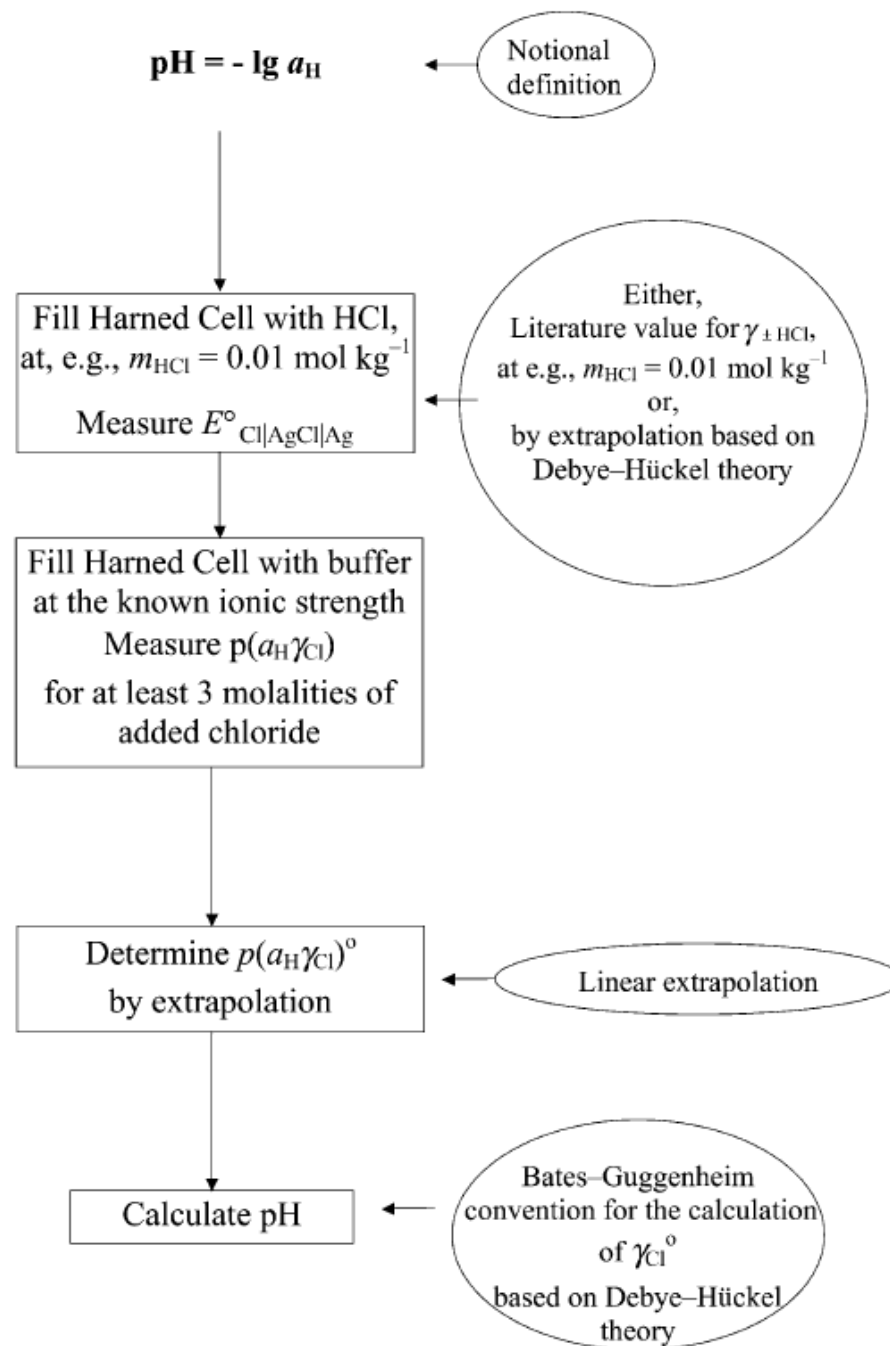 pH = - lg aH
Notional
definition
Fill Harned Cell with HCl,
at, e.g., mHCl = 0.01 mol kg⁻¹
Measure E°Cl|AgCl|Ag
Either,
Literature value for γ±HCl,
at e.g., mHCl = 0.01 mol kg⁻¹
or,
by extrapolation based on
Debye–Hückel theory
Fill Harned Cell with buffer
at the known ionic strength
Measure p(aHγCl)
for at least 3 molalities of
added chloride
Determine p(aHγCl)°
by extrapolation
Linear extrapolation
Calculate pH
Bates–Guggenheim
convention for the calculation
of γCl°
based on Debye–Hückel
theory